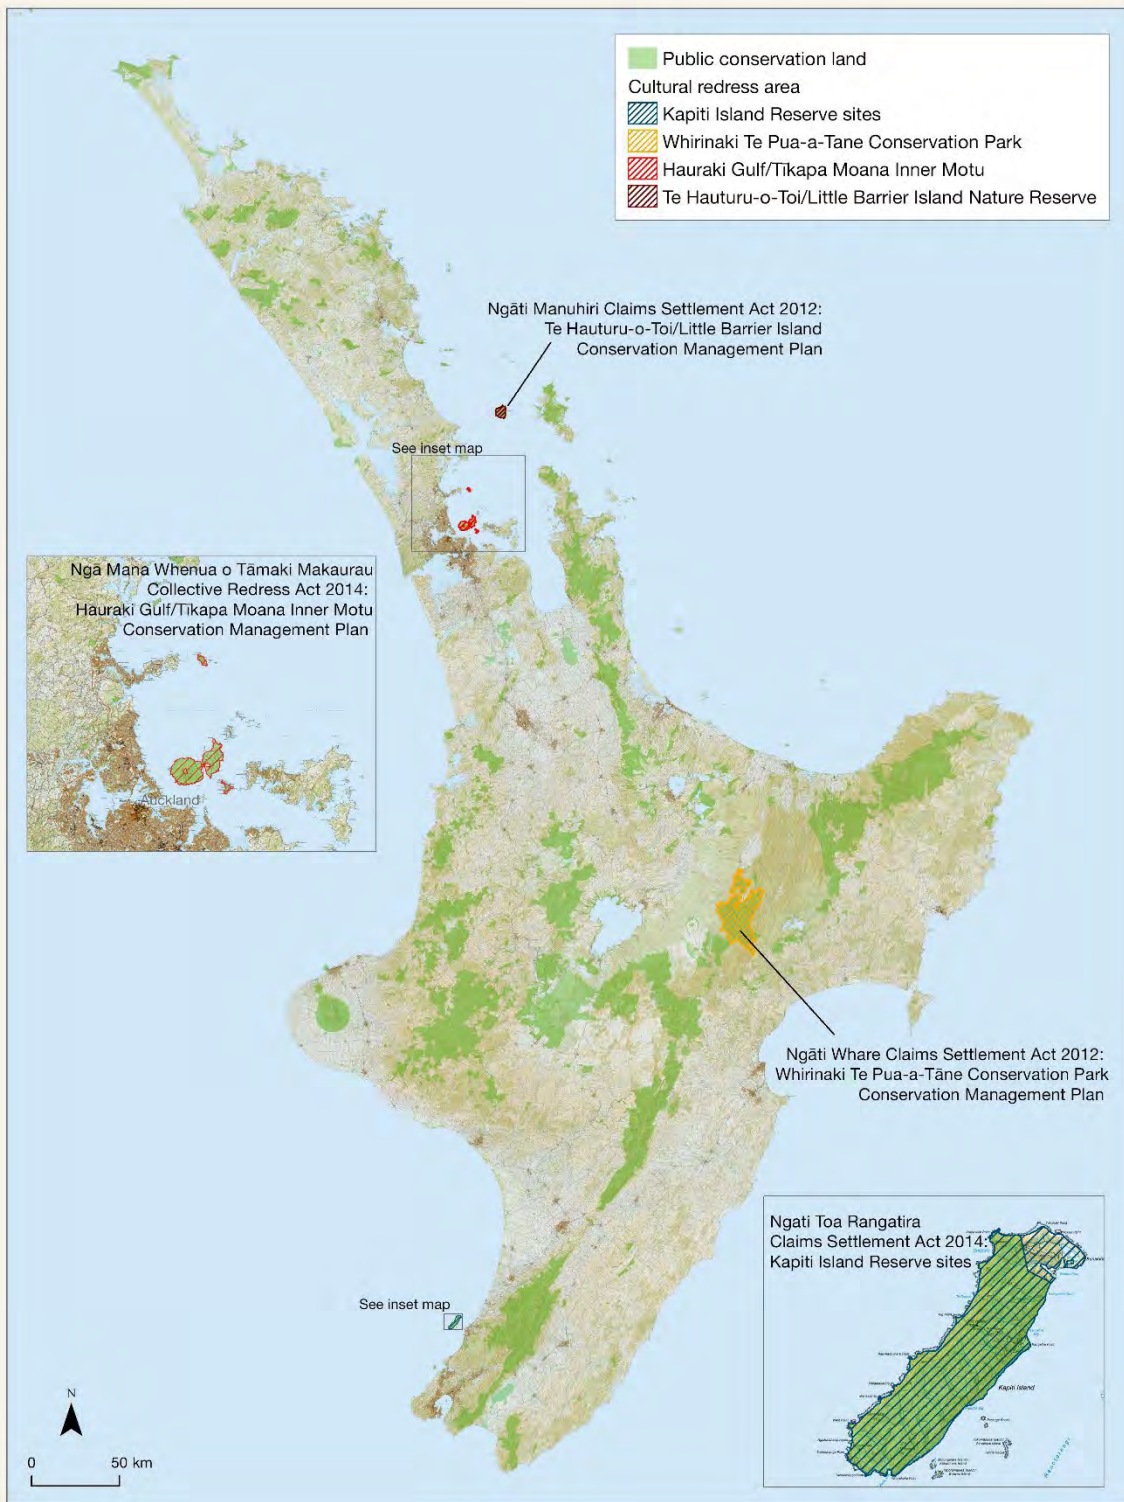 Public conservation land
Cultural redress area
Kapiti Island Reserve sites
Whirinaki Te Pua-a-Tane Conservation Park
Hauraki Gulf/Tīkapa Moana Inner Motu
Te Hauturu-o-Toi/Little Barrier Island Nature Reserve
Ngāti Manuhiri Claims Settlement Act 2012:
Te Hauturu-o-Toi/Little Barrier Island
Conservation Management Plan
See inset map
Ngā Mana Whenua o Tāmaki Makaurau
Collective Redress Act 2014:
Hauraki Gulf/Tīkapa Moana Inner Motu
Conservation Management Plan
Auckland
Ngāti Whare Claims Settlement Act 2012:
Whirinaki Te Pua-a-Tāne Conservation Park
Conservation Management Plan
Ngati Toa Rangatira
Claims Settlement Act 2014:
Kapiti Island Reserve sites
Kapiti Island
See inset map
N
0 50 km